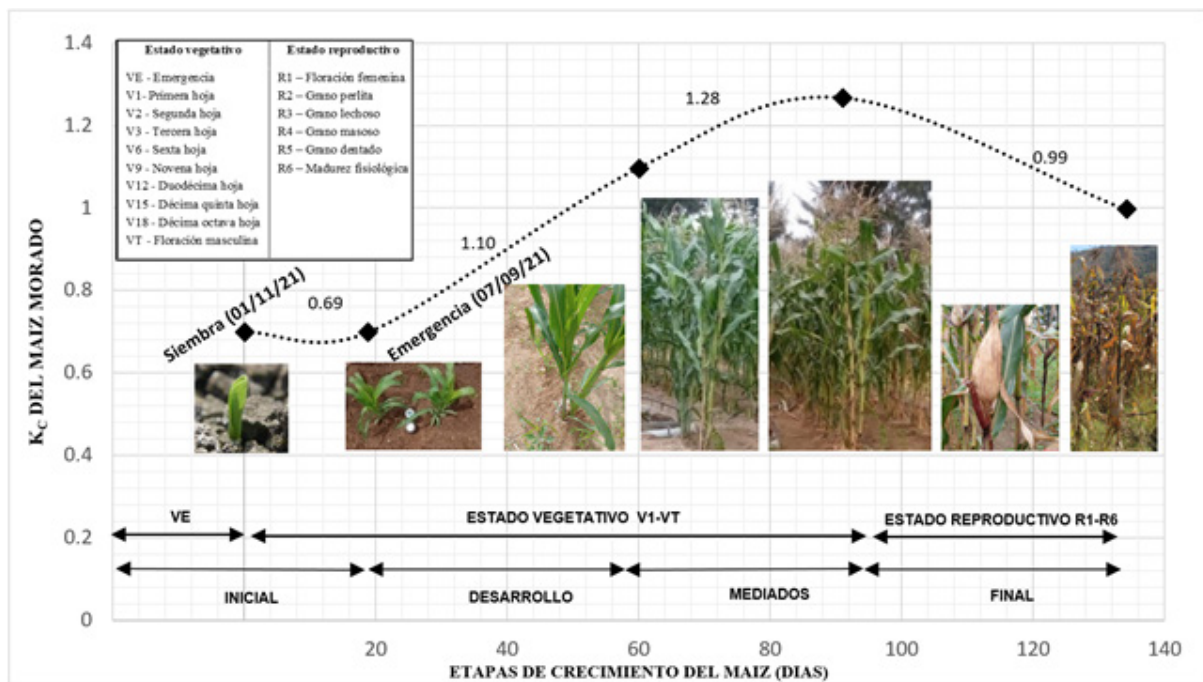 1.4
1.2
1
0.8
0.6
0.4
0.2
0
K_C DEL MAIZ MORADO
Estado vegetativo
VE - Emergencia
V1- Primera hoja
V2 - Segunda hoja
V3 - Tercera hoja
V6 - Sexta hoja
V9 - Novena hoja
V12 - Duodécima hoja
V15 - Décima quinta hoja
V18 - Décima octava hoja
VT - Floración masculina
Estado reproductivo
R1 – Floración femenina
R2 – Grano perlita
R3 – Grano lechoso
R4 – Grano masoso
R5 – Grano dentado
R6 – Madurez fisiológica
1.28
0.99
1.10
0.69
Siembra (01/11/21)
Emergencia (07/09/21)
VE
ESTADO VEGETATIVO V1-VT
ESTADO REPRODUCTIVO R1-R6
INICIAL
DESARROLLO
MEDIADOS
FINAL
20
40
60
80
100
120
140
ETAPAS DE CRECIMIENTO DEL MAIZ (DIAS)